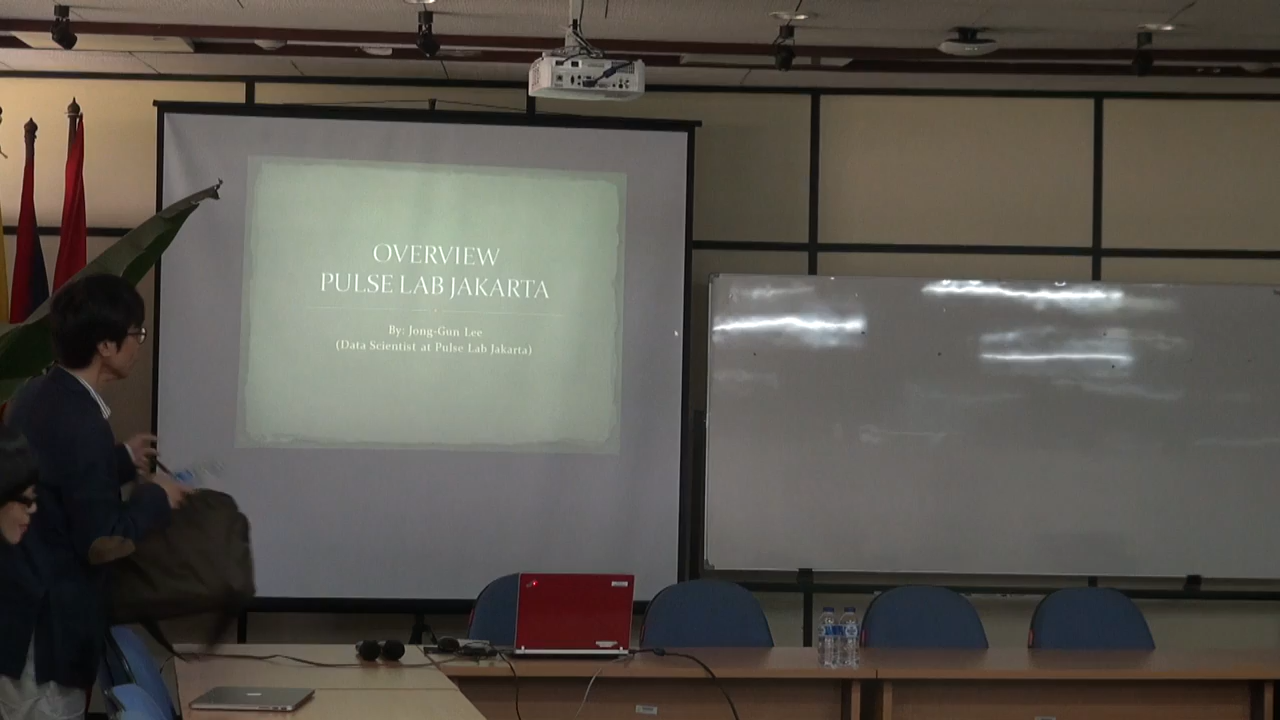 OVERVIEW
PULSE LAB JAKARTA
By: Jong-Gun Lee
(Data Scientist at Pulse Lab Jakarta)